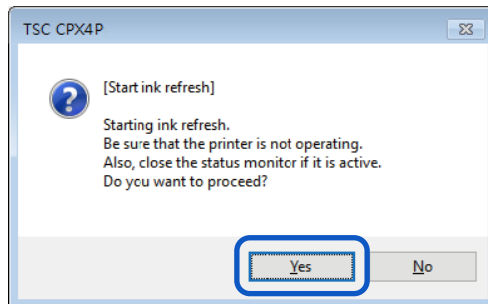 TSC CPX4P
[Start ink refresh]
Starting ink refresh.
Be sure that the printer is not operating.
Also, close the status monitor if it is active.
Do you want to proceed?
Yes
No